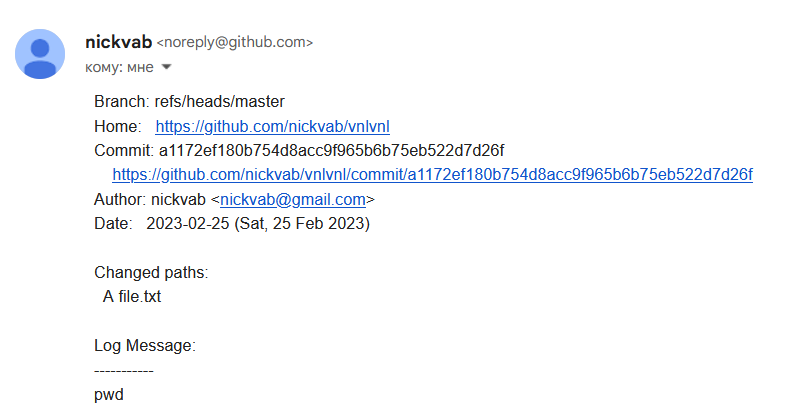 nickvab <noreply@github.com>
кому: мне
Branch: refs/heads/master
Home: https://github.com/nickvab/vnlvnl
Commit: a1172ef180b754d8acc9f965b6b75eb522d7d26f
https://github.com/nickvab/vnlvnl/commit/a1172ef180b754d8acc9f965b6b75eb522d7d26f
Author: nickvab <nickvab@gmail.com>
Date: 2023-02-25 (Sat, 25 Feb 2023)
Changed paths:
A file.txt
Log Message:
-----------
pwd